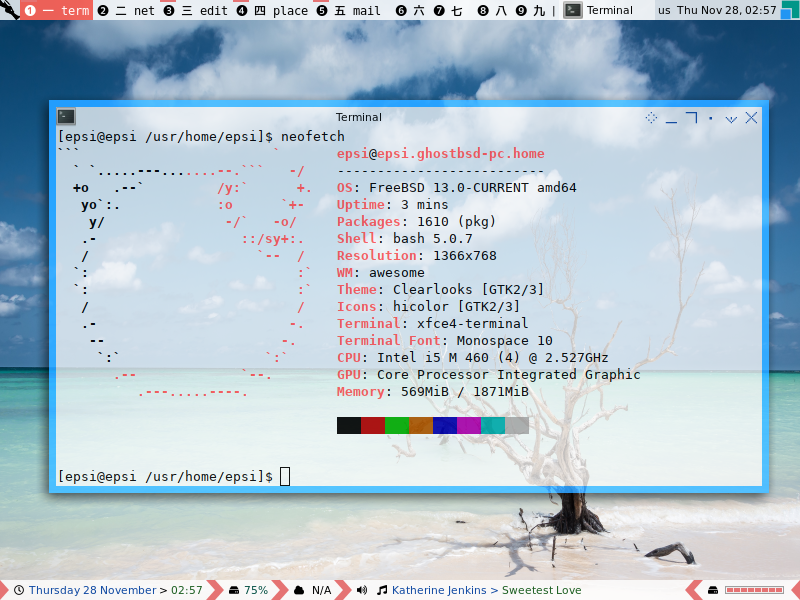 ❶ 一 term ❷ 二 net ❸ 三 edit ❹ 四 place ❺ 五 mail ❻ 六 ❼ 七 ❽ 八 ❾ 九 | Terminal us Thu Nov 28, 02:57
Terminal
[epsi@epsi /usr/home/epsi]$ neofetch
epsi@epsi.ghostbsd-pc.home
--------------------------
OS: FreeBSD 13.0-CURRENT amd64
Uptime: 3 mins
Packages: 1610 (pkg)
Shell: bash 5.0.7
Resolution: 1366x768
WM: awesome
Theme: Clearlooks [GTK2/3]
Icons: hicolor [GTK2/3]
Terminal: xfce4-terminal
Terminal Font: Monospace 10
CPU: Intel i5 M 460 (4) @ 2.527GHz
GPU: Core Processor Integrated Graphic
Memory: 569MiB / 1871MiB
[epsi@epsi /usr/home/epsi]$
Thursday 28 November > 02:57 75% N/A Katherine Jenkins > Sweetest Love